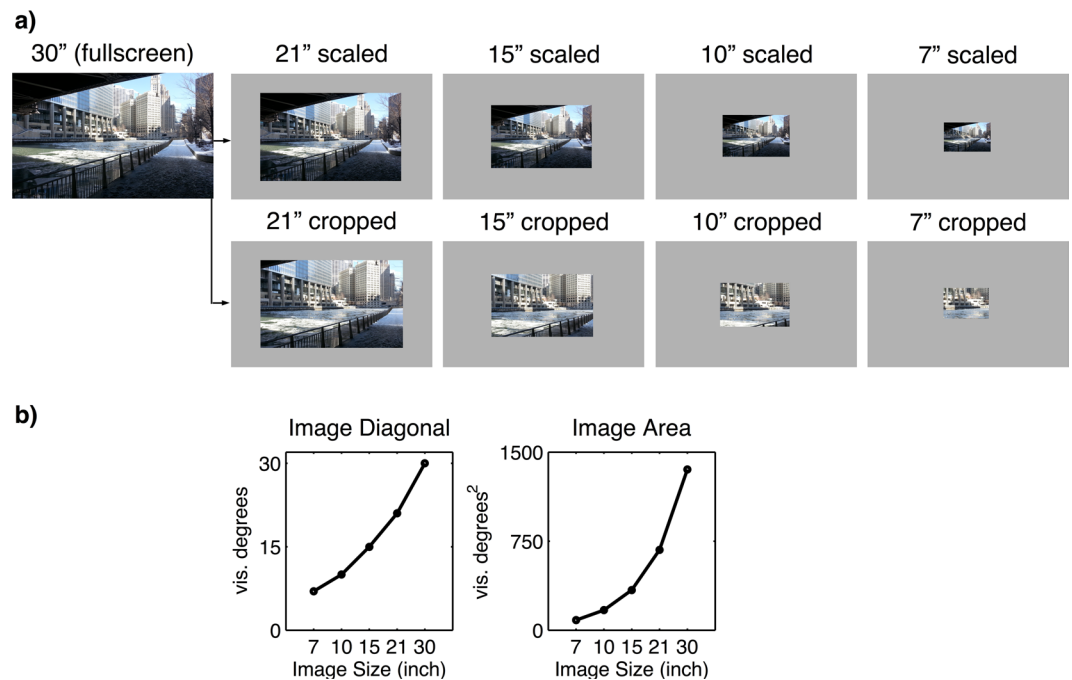 a)
30” (fullscreen)
21” scaled
15” scaled
10” scaled
7” scaled
21” cropped
15” cropped
10” cropped
7” cropped
b)
Image Diagonal
30
15
0
vis. degrees
7 10 15 21 30
Image Size (inch)
Image Area
1500
750
0
vis. degrees²
7 10 15 21 30
Image Size (inch)